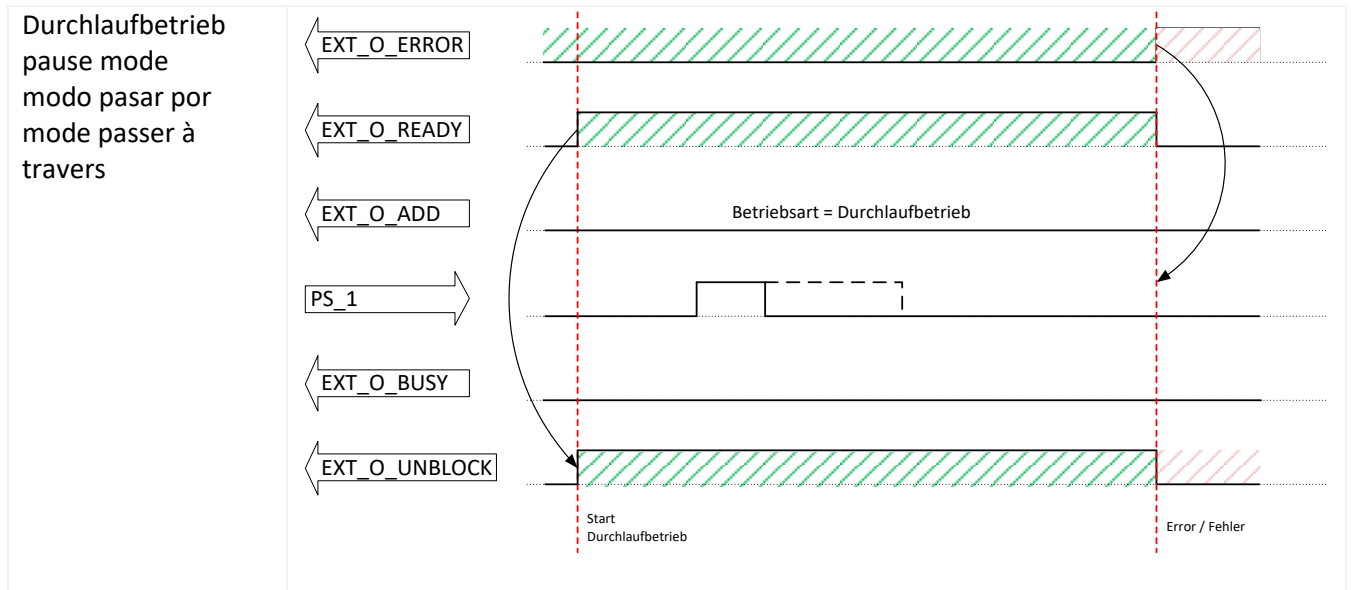 Durchlaufbetrieb
pause mode
modo pasar por
mode passer à
travers
EXT_O_ERROR
EXT_O_READY
EXT_O_ADD
Betriebsart = Durchlaufbetrieb
PS_1
EXT_O_BUSY
EXT_O_UNBLOCK
Start
Durchlaufbetrieb
Error / Fehler